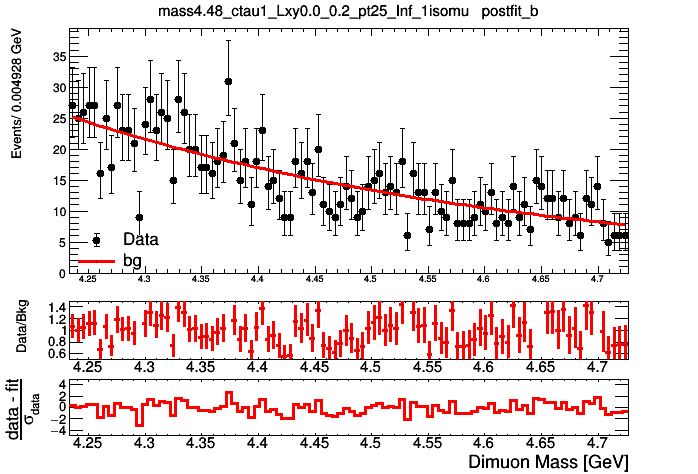 mass4.48_ctau1_Lxy0.0_0.2_pt25_Inf_1isomu postfit_b
Events/ 0.004928 GeV
35
30
25
20
15
10
5
0
Data
bg
4.25 4.3 4.35 4.4 4.45 4.5 4.55 4.6 4.65 4.7
Data/Bkg
1.4
1.2
1
0.8
0.6
4.25 4.3 4.35 4.4 4.45 4.5 4.55 4.6 4.65 4.7
data - fit
σdata
4
2
0
−2
−4
4.25 4.3 4.35 4.4 4.45 4.5 4.55 4.6 4.65 4.7
Dimuon Mass [GeV]